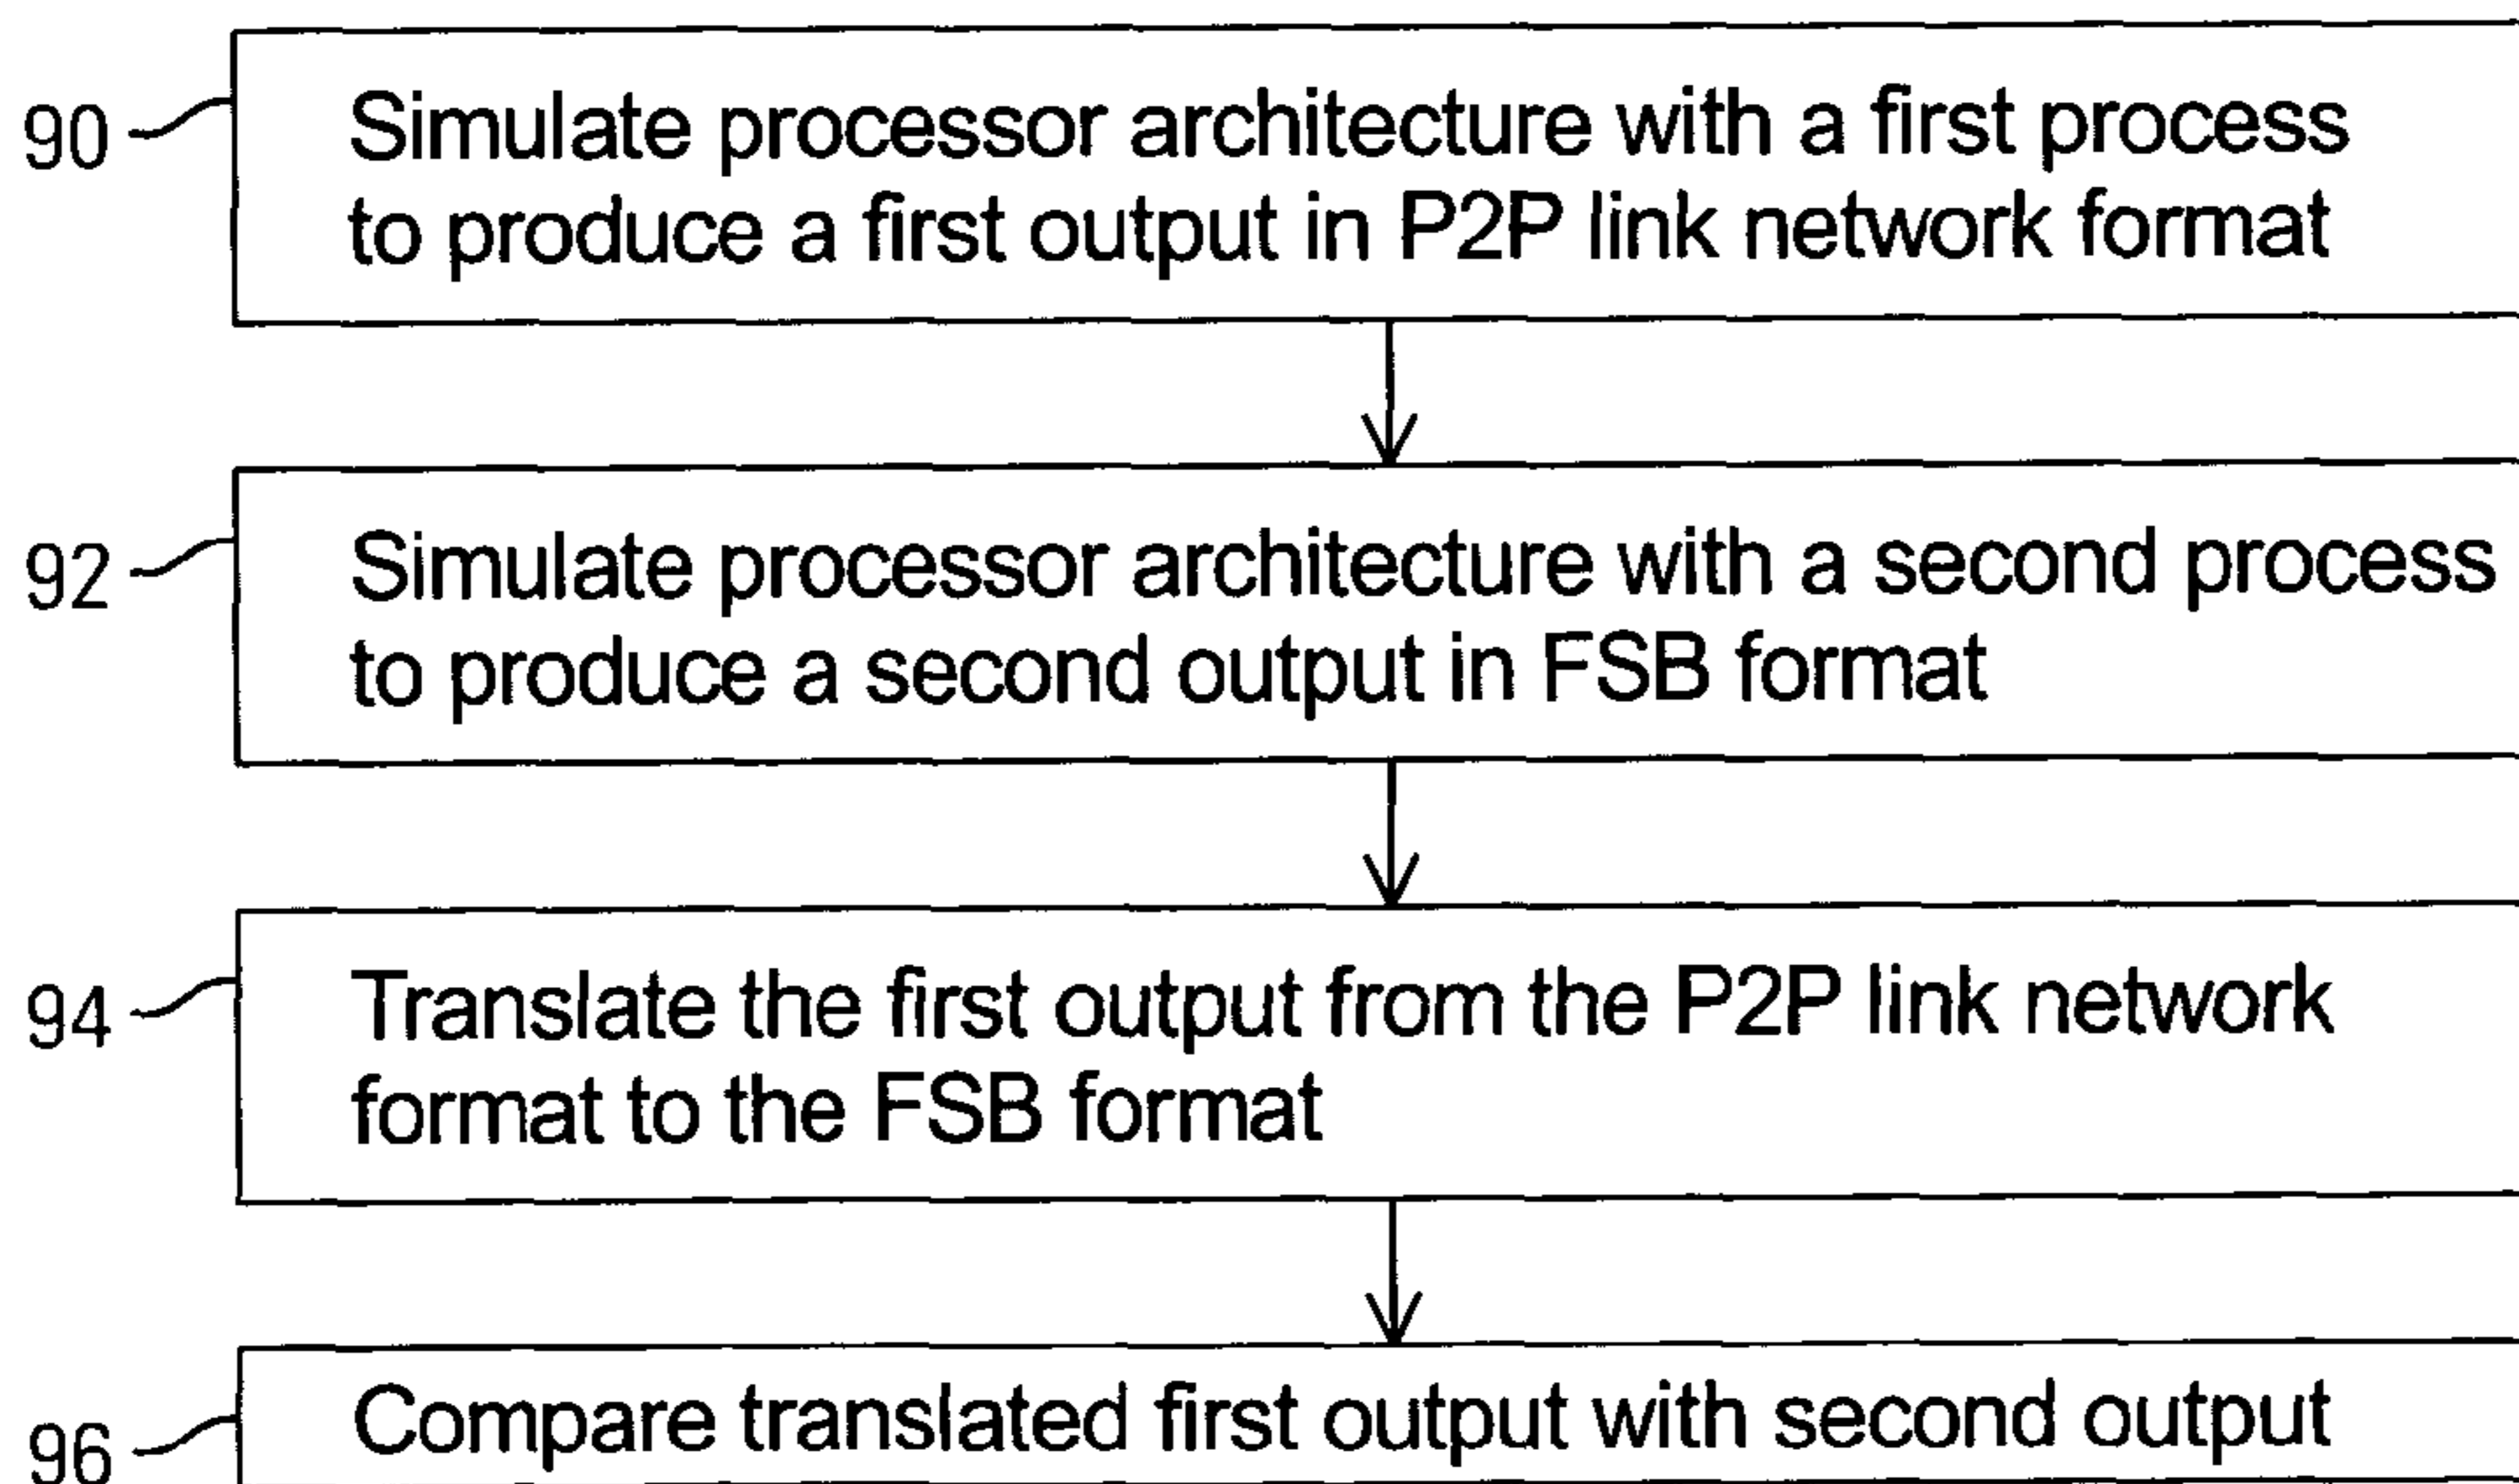 90
Simulate processor architecture with a first process
to produce a first output in P2P link network format
92
Simulate processor architecture with a second process
to produce a second output in FSB format
94
Translate the first output from the P2P link network
format to the FSB format
96
Compare translated first output with second output